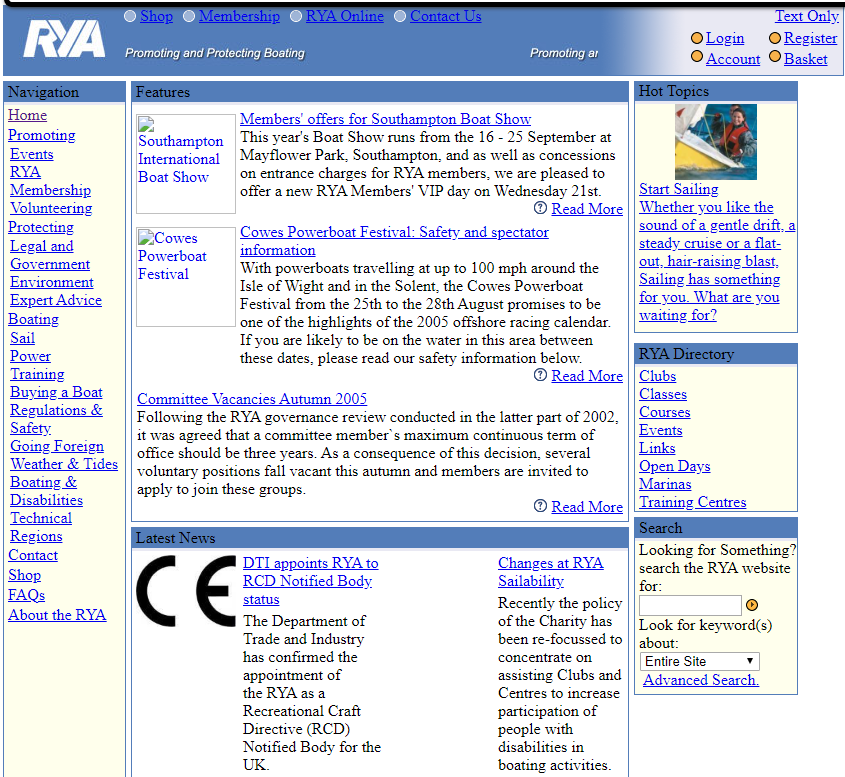 Shop Membership RYA Online Contact Us
Text Only
RYA
Promoting and Protecting Boating
Promoting ar
Login Register
Account Basket
Navigation
Home
Promoting
Events
RYA
Membership
Volunteering
Protecting
Legal and
Government
Environment
Expert Advice
Boating
Sail
Power
Training
Buying a Boat
Regulations &
Safety
Going Foreign
Weather & Tides
Boating &
Disabilities
Technical
Regions
Contact
Shop
FAQs
About the RYA
Features
Southampton
International
Boat Show
Members' offers for Southampton Boat Show
This year's Boat Show runs from the 16 - 25 September at
Mayflower Park, Southampton, and as well as concessions
on entrance charges for RYA members, we are pleased to
offer a new RYA Members' VIP day on Wednesday 21st.
Read More
Cowes
Powerboat
Festival
Cowes Powerboat Festival: Safety and spectator
information
With powerboats travelling at up to 100 mph around the
Isle of Wight and in the Solent, the Cowes Powerboat
Festival from the 25th to the 28th August promises to be
one of the highlights of the 2005 offshore racing calendar.
If you are likely to be on the water in this area between
these dates, please read our safety information below.
Read More
Committee Vacancies Autumn 2005
Following the RYA governance review conducted in the latter part of 2002,
it was agreed that a committee member`s maximum continuous term of
office should be three years. As a consequence of this decision, several
voluntary positions fall vacant this autumn and members are invited to
apply to join these groups.
Read More
Latest News
CE
DTI appoints RYA to
RCD Notified Body
status
The Department of
Trade and Industry
has confirmed the
appointment of
the RYA as a
Recreational Craft
Directive (RCD)
Notified Body for the
UK.
Changes at RYA
Sailability
Recently the policy
of the Charity has
been re-focussed to
concentrate on
assisting Clubs and
Centres to increase
participation of
people with
disabilities in
boating activities.
Hot Topics
Start Sailing
Whether you like the
sound of a gentle drift, a
steady cruise or a flat-
out, hair-raising blast,
Sailing has something
for you. What are you
waiting for?
RYA Directory
Clubs
Classes
Courses
Events
Links
Open Days
Marinas
Training Centres
Search
Looking for Something?
search the RYA website
for:
Look for keyword(s)
about:
Entire Site
Advanced Search.